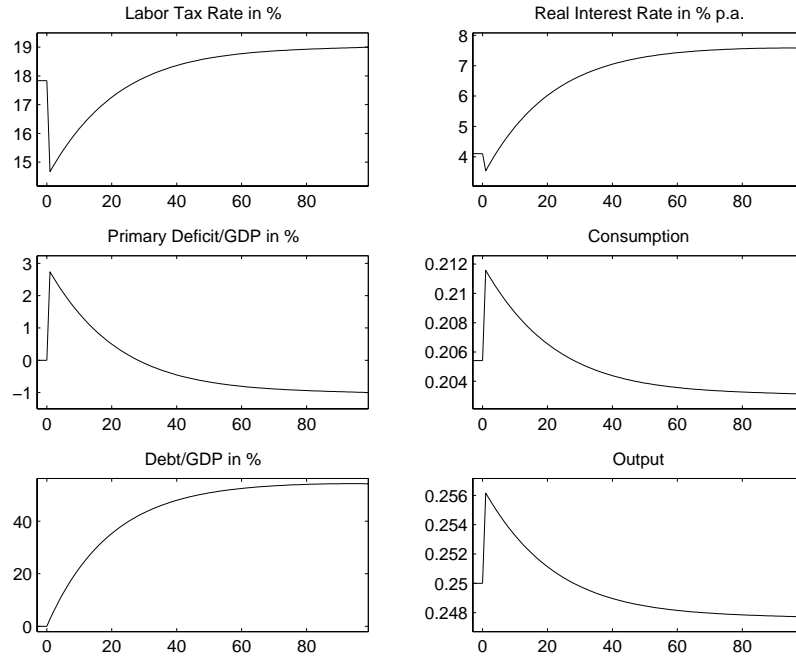 Labor Tax Rate in %
19
18
17
16
15
0 20 40 60 80
Real Interest Rate in % p.a.
8
7
6
5
4
0 20 40 60 80
Primary Deficit/GDP in %
3
2
1
0
−1
0 20 40 60 80
Consumption
0.212
0.21
0.208
0.206
0.204
0 20 40 60 80
Debt/GDP in %
40
20
0
0 20 40 60 80
Output
0.256
0.254
0.252
0.25
0.248
0 20 40 60 80